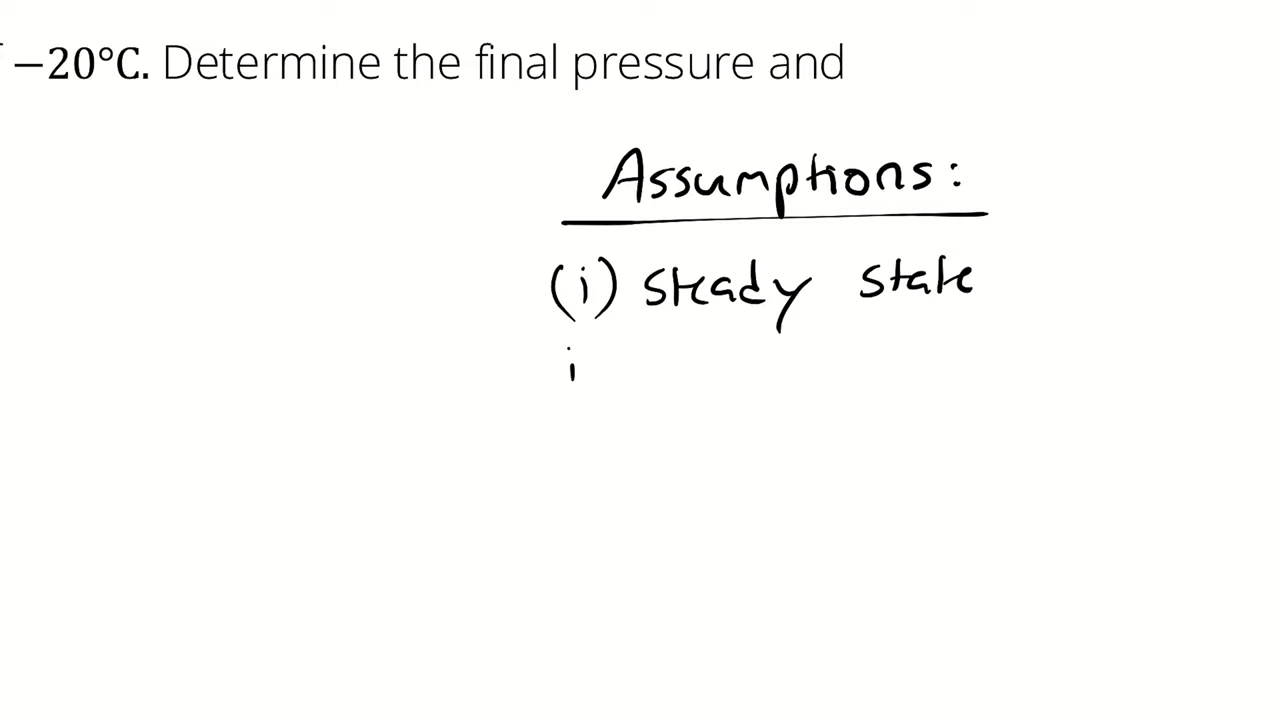 −20°C. Determine the final pressure and
Assumptions:
(i) steady state
i